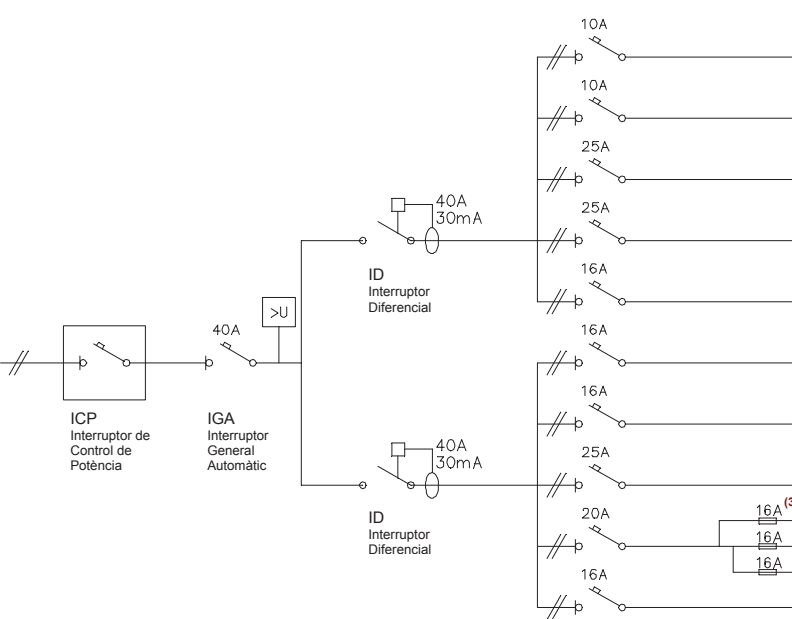 10A
10A
25A
25A
16A
40A
30mA
ID
Interruptor
Diferencial
>U
40A
ICP
Interruptor de
Control de
Potència
IGA
Interruptor
General
Automàtic
40A
30mA
ID
Interruptor
Diferencial
16A
16A
25A
20A
16A
16A
(3
16A
16A